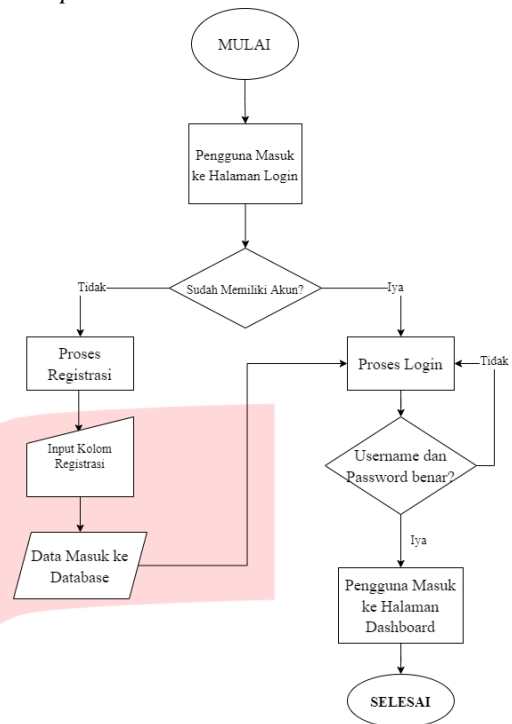 MULAI
Pengguna Masuk
ke Halaman Login
Sudah Memiliki Akun?
Tidak
Iya
Proses
Registrasi
Proses Login
Tidak
Input Kolom
Registrasi
Username dan
Password benar?
Data Masuk ke
Database
Iya
Pengguna Masuk
ke Halaman
Dashboard
SELESAI